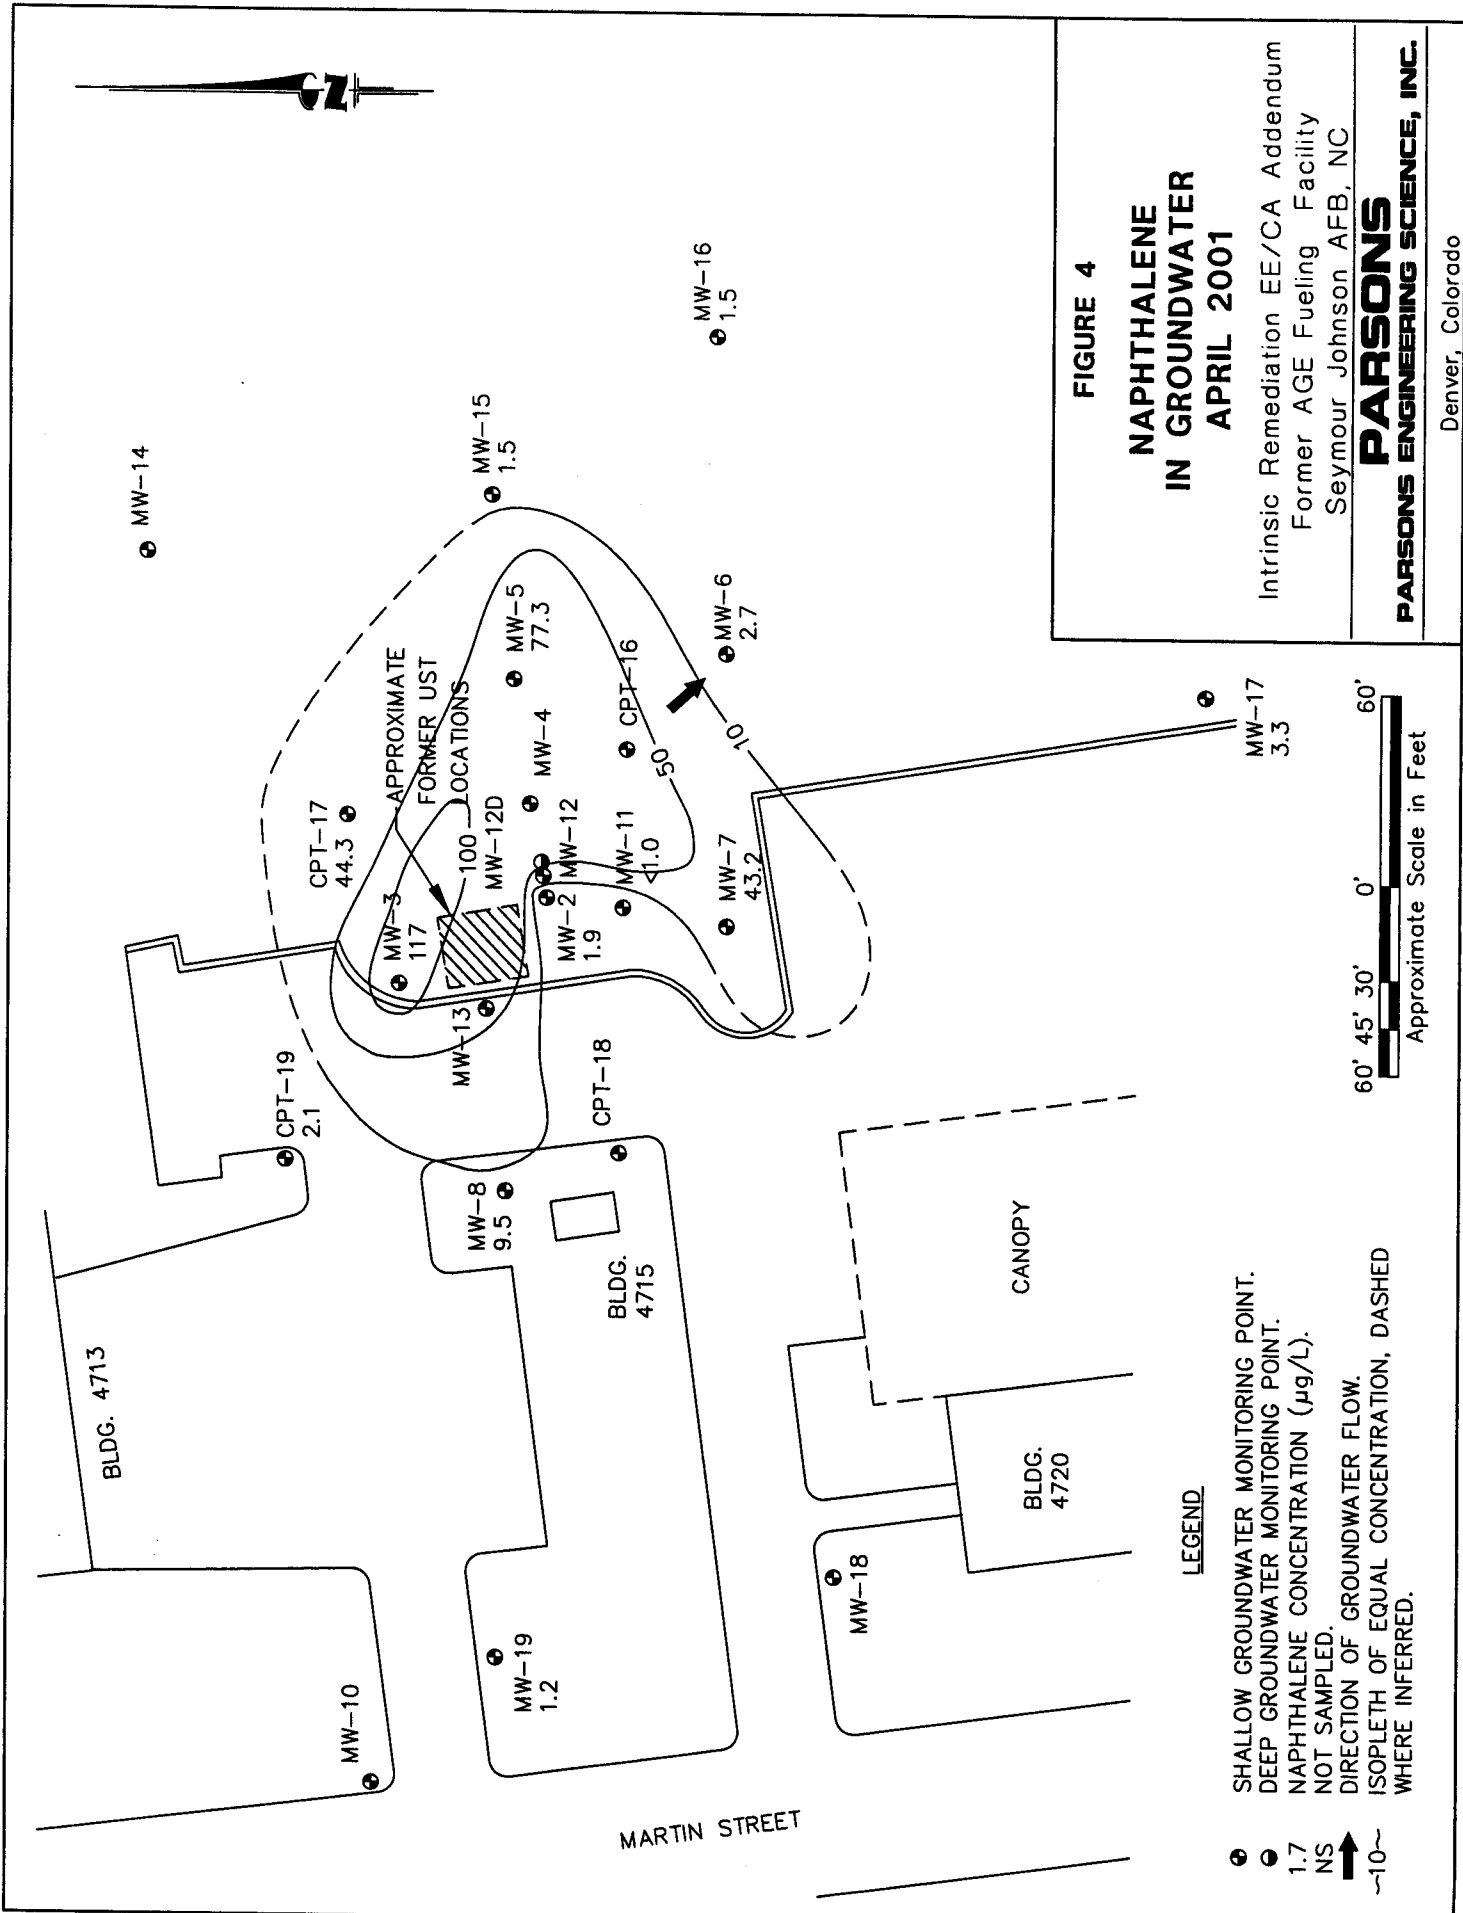 N
MW-14
MW-16
1.5
MW-15
1.5
MW-5
77.3
APPROXIMATE
FORMER UST
LOCATIONS
MW-6
2.7
CPT-16
MW-4
CPT-17
44.3
100
50
10
MW-12D
MW-12
MW-11
MW-7
43.2
MW-3
117
MW-2
1.9
MW-13
MW-17
3.3
CPT-19
2.1
CPT-18
MW-8
9.5
BLDG.
4715
BLDG. 4713
CANOPY
BLDG.
4720
MW-18
MW-19
1.2
MW-10
MARTIN STREET
LEGEND
SHALLOW GROUNDWATER MONITORING POINT.
DEEP GROUNDWATER MONITORING POINT.
1.7 NAPHTHALENE CONCENTRATION (µg/L).
NS NOT SAMPLED.
DIRECTION OF GROUNDWATER FLOW.
~10~ ISOPLETH OF EQUAL CONCENTRATION, DASHED
WHERE INFERRED.
60' 45' 30' 0' 60'
Approximate Scale in Feet
FIGURE 4
NAPHTHALENE
IN GROUNDWATER
APRIL 2001
Intrinsic Remediation EE/CA Addendum
Former AGE Fueling Facility
Seymour Johnson AFB, NC
PARSONS
PARSONS ENGINEERING SCIENCE, INC.
Denver, Colorado